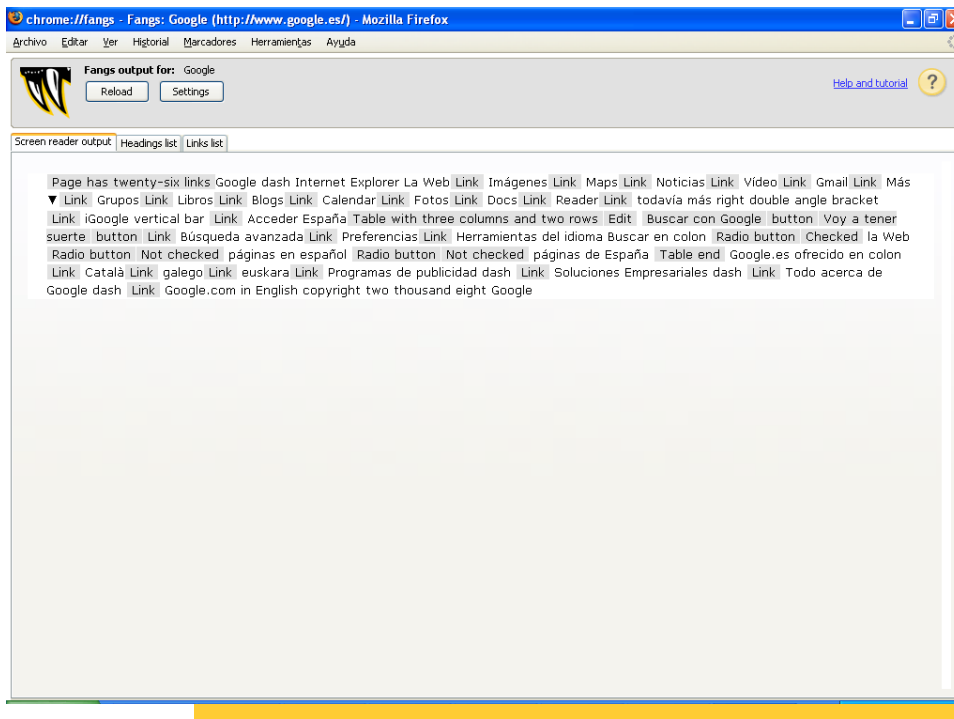 chrome://fangs - Fangs: Google (http://www.google.es/) - Mozilla Firefox
Archivo Editar Ver Historial Marcadores Herramientas Ayuda
Fangs output for: Google
Reload Settings
Help and tutorial ?
Screen reader output Headings list Links list
Page has twenty-six links Google dash Internet Explorer La Web Link Imágenes Link Maps Link Noticias Link Vídeo Link Gmail Link Más
▼ Link Grupos Link Libros Link Blogs Link Calendar Link Fotos Link Docs Link Reader Link todavía más right double angle bracket
Link iGoogle vertical bar Link Acceder España Table with three columns and two rows Edit Buscar con Google button Voy a tener
suerte button Link Búsqueda avanzada Link Preferencias Link Herramientas del idioma Buscar en colon Radio button Checked la Web
Radio button Not checked páginas en español Radio button Not checked páginas de España Table end Google.es ofrecido en colon
Link Català Link galego Link euskara Link Programas de publicidad dash Link Soluciones Empresariales dash Link Todo acerca de
Google dash Link Google.com in English copyright two thousand eight Google